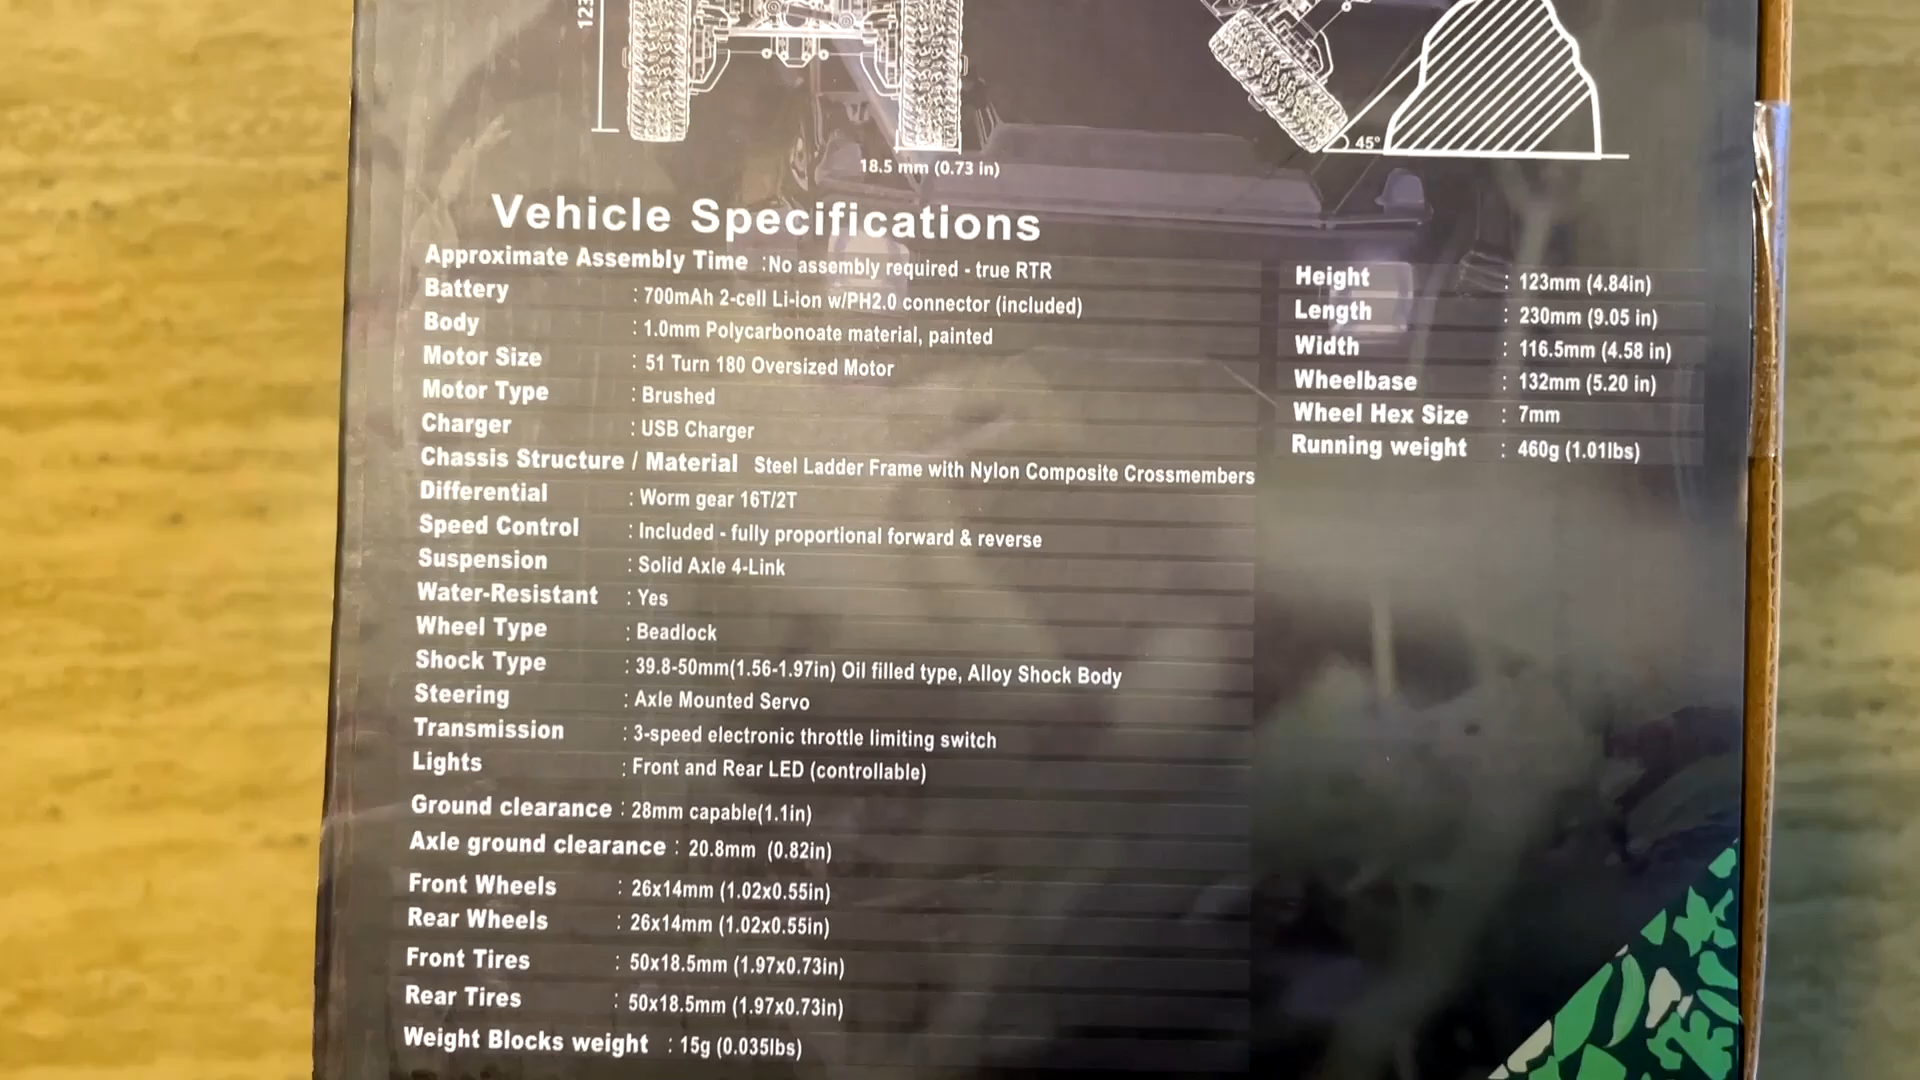 123
45°
18.5 mm (0.73 in)
Vehicle Specifications
Approximate Assembly Time :No assembly required - true RTR
Battery : 700mAh 2-cell Li-ion w/PH2.0 connector (included)
Body : 1.0mm Polycarbonoate material, painted
Motor Size : 51 Turn 180 Oversized Motor
Motor Type : Brushed
Charger : USB Charger
Chassis Structure / Material Steel Ladder Frame with Nylon Composite Crossmembers
Differential : Worm gear 16T/2T
Speed Control : Included - fully proportional forward & reverse
Suspension : Solid Axle 4-Link
Water-Resistant : Yes
Wheel Type : Beadlock
Shock Type : 39.8-50mm(1.56-1.97in) Oil filled type, Alloy Shock Body
Steering : Axle Mounted Servo
Transmission : 3-speed electronic throttle limiting switch
Lights : Front and Rear LED (controllable)
Ground clearance : 28mm capable(1.1in)
Axle ground clearance : 20.8mm (0.82in)
Front Wheels : 26x14mm (1.02x0.55in)
Rear Wheels : 26x14mm (1.02x0.55in)
Front Tires : 50x18.5mm (1.97x0.73in)
Rear Tires : 50x18.5mm (1.97x0.73in)
Weight Blocks weight : 15g (0.035lbs)
Height : 123mm (4.84in)
Length : 230mm (9.05 in)
Width : 116.5mm (4.58 in)
Wheelbase : 132mm (5.20 in)
Wheel Hex Size : 7mm
Running weight : 460g (1.01lbs)